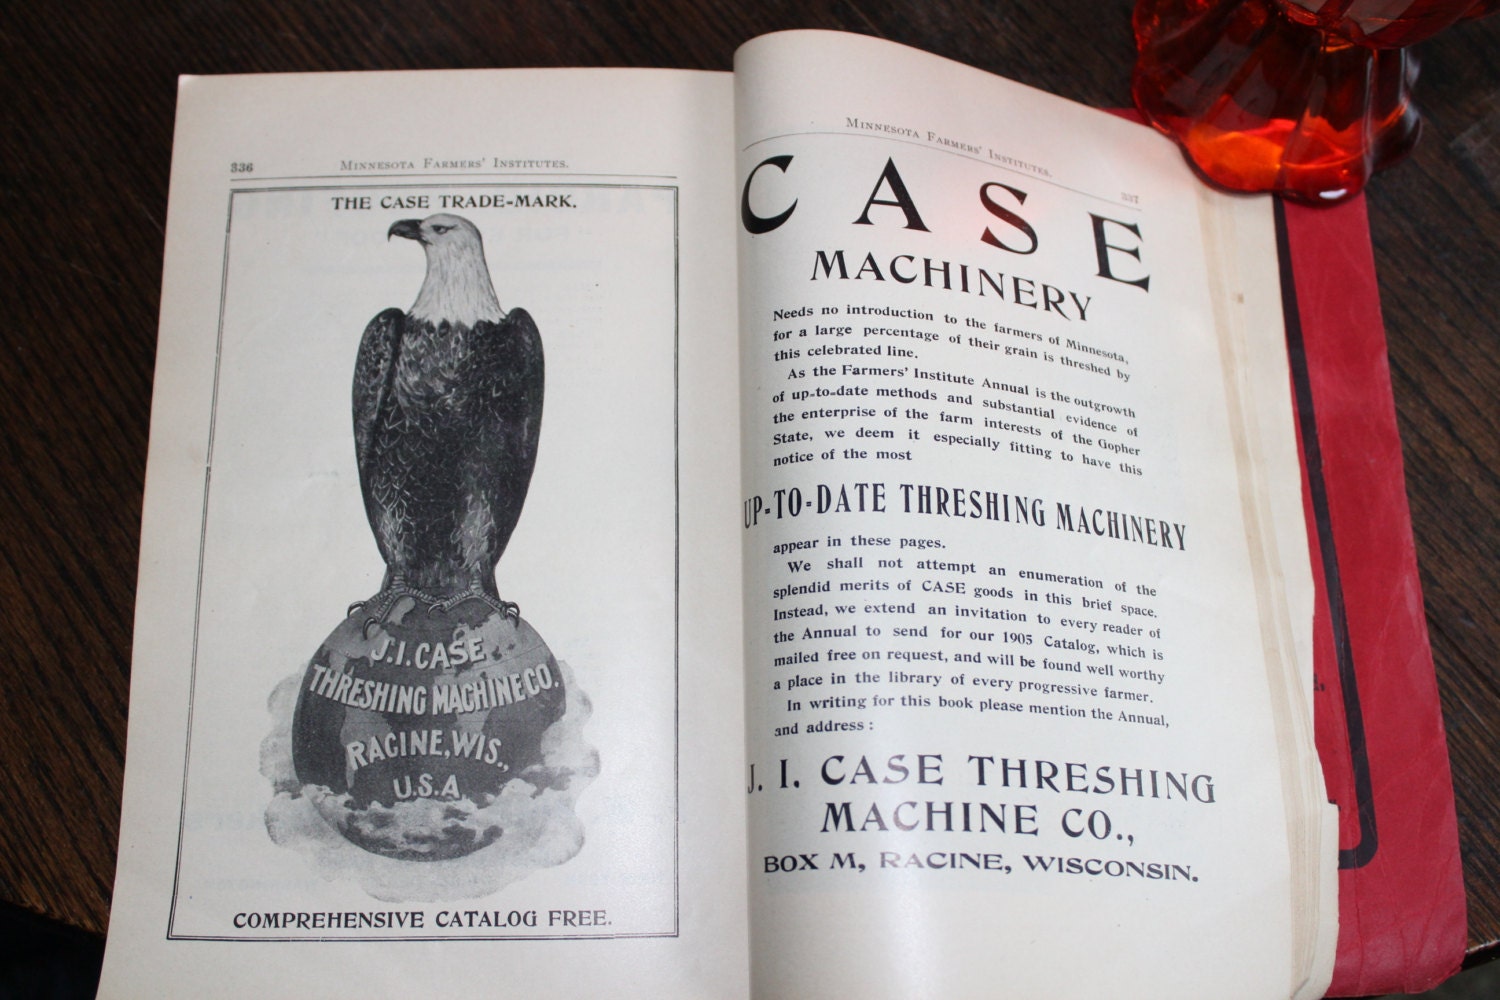 336
MINNESOTA FARMERS' INSTITUTES.
THE CASE TRADE-MARK.
J.I. CASE
THRESHING MACHINE CO.
RACINE, WIS.,
U.S.A
COMPREHENSIVE CATALOG FREE.
MINNESOTA FARMERS' INSTITUTES.
337
CASE
MACHINERY
Needs no introduction to the farmers of Minnesota,
for a large percentage of their grain is threshed by
this celebrated line.
As the Farmers' Institute Annual is the outgrowth
of up-to-date methods and substantial evidence of
the enterprise of the farm interests of the Gopher
State, we deem it especially fitting to have this
notice of the most
UP-TO-DATE THRESHING MACHINERY
appear in these pages.
We shall not attempt an enumeration of the
splendid merits of CASE goods in this brief space.
Instead, we extend an invitation to every reader of
the Annual to send for our 1905 Catalog, which is
mailed free on request, and will be found well worthy
a place in the library of every progressive farmer.
In writing for this book please mention the Annual,
and address:
J. I. CASE THRESHING
MACHINE CO.,
BOX M, RACINE, WISCONSIN.